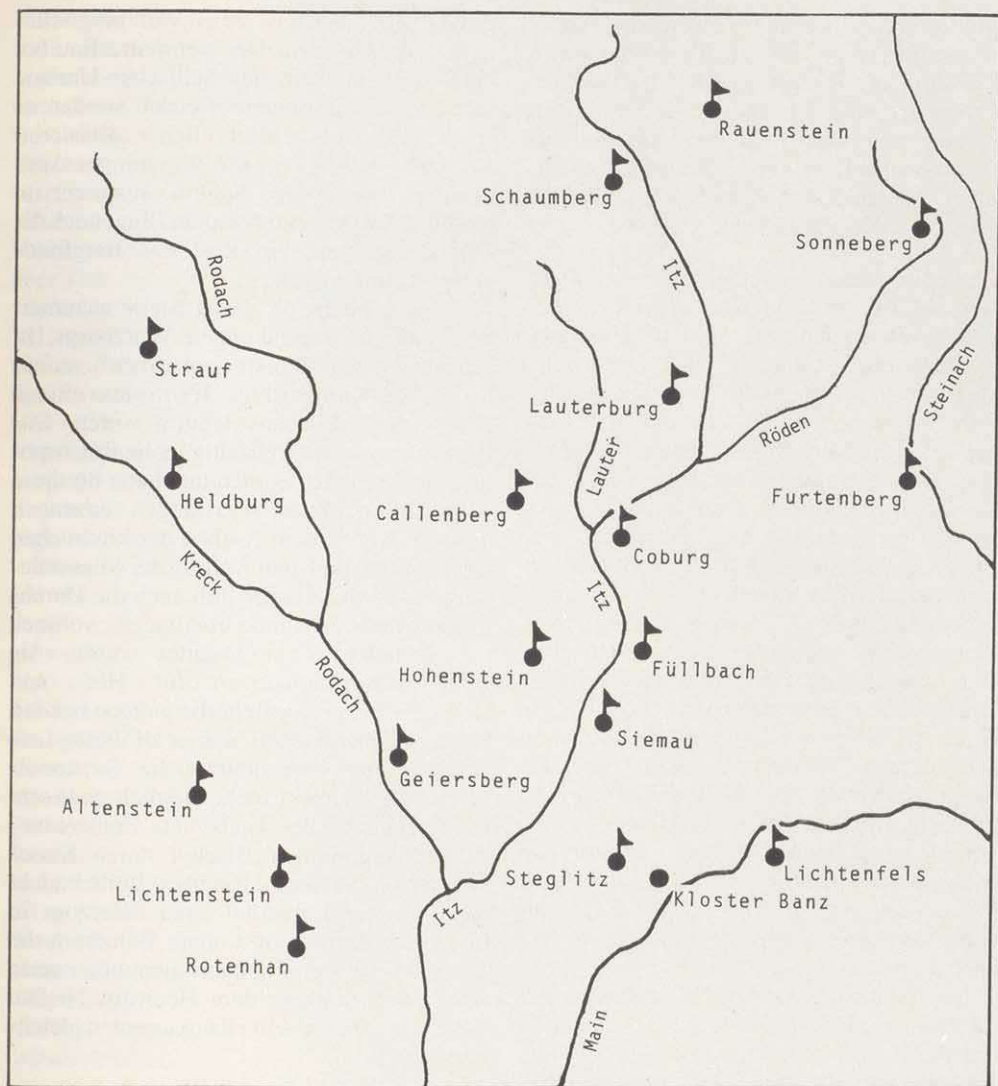 Rauenstein
Schaumberg
Sonneberg
Itz
Rodach
Strauf
Steinach
Lauterburg
Röden
Lauter
Heldburg
Furtenberg
Callenberg
Coburg
Kreck
Itz
Hohenstein
Füllbach
Rodach
Siemau
Geiersberg
Altenstein
Steglitz
Lichtenfels
Lichtenstein
Kloster Banz
Itz
Rotenhan
Main